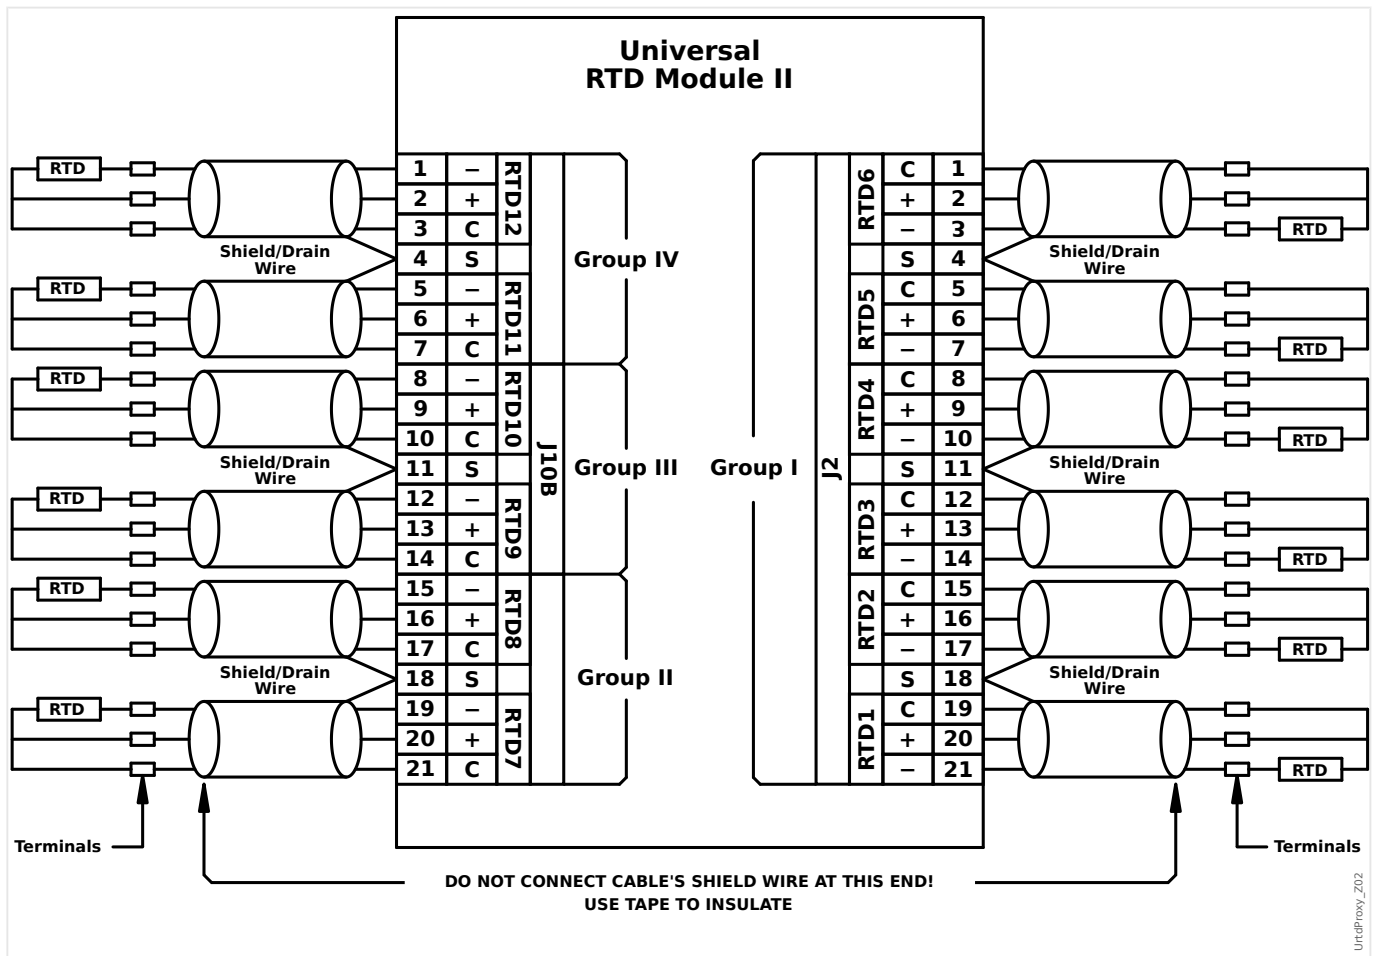 Universal
RTD Module II
RTD 1 − RTD12 RTD6 C 1
2 + + 2
3 C − 3 RTD
Shield/Drain
Wire
4 S Group IV S 4
Shield/Drain
Wire
RTD 5 − RTD11 RTD5 C 5
6 + + 6
7 C − 7 RTD
RTD 8 − RTD10 RTD4 C 8
9 + + 9
10 C − 10 RTD
Shield/Drain
Wire
11 S J10B Group III Group I J2 S 11
Shield/Drain
Wire
RTD 12 − RTD9 RTD3 C 12
13 + + 13
14 C − 14 RTD
RTD 15 − RTD8 RTD2 C 15
16 + + 16
17 C − 17 RTD
Shield/Drain
Wire
18 S Group II S 18
Shield/Drain
Wire
RTD 19 − RTD7 RTD1 C 19
20 + + 20
21 C − 21 RTD
Terminals
Terminals
DO NOT CONNECT CABLE'S SHIELD WIRE AT THIS END!
USE TAPE TO INSULATE
UrtdProxy_Z02